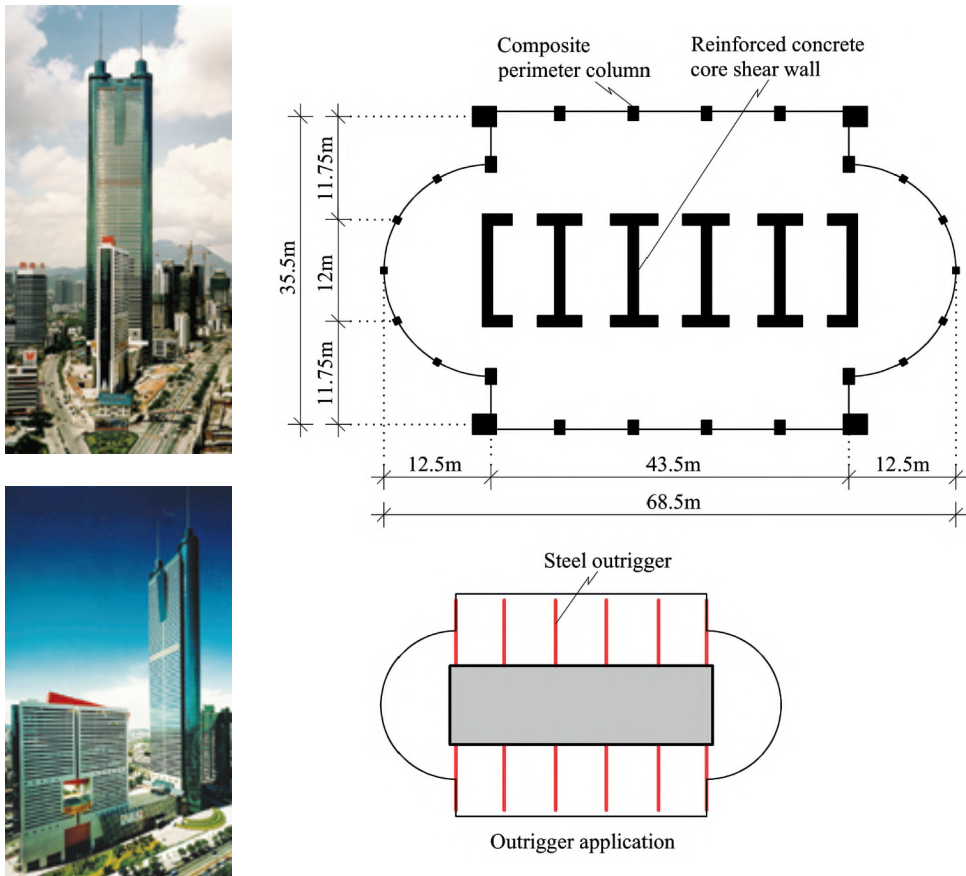 Composite
perimeter column
Reinforced concrete
core shear wall
35.5m
11.75m
12m
11.75m
12.5m
43.5m
12.5m
68.5m
Steel outrigger
Outrigger application